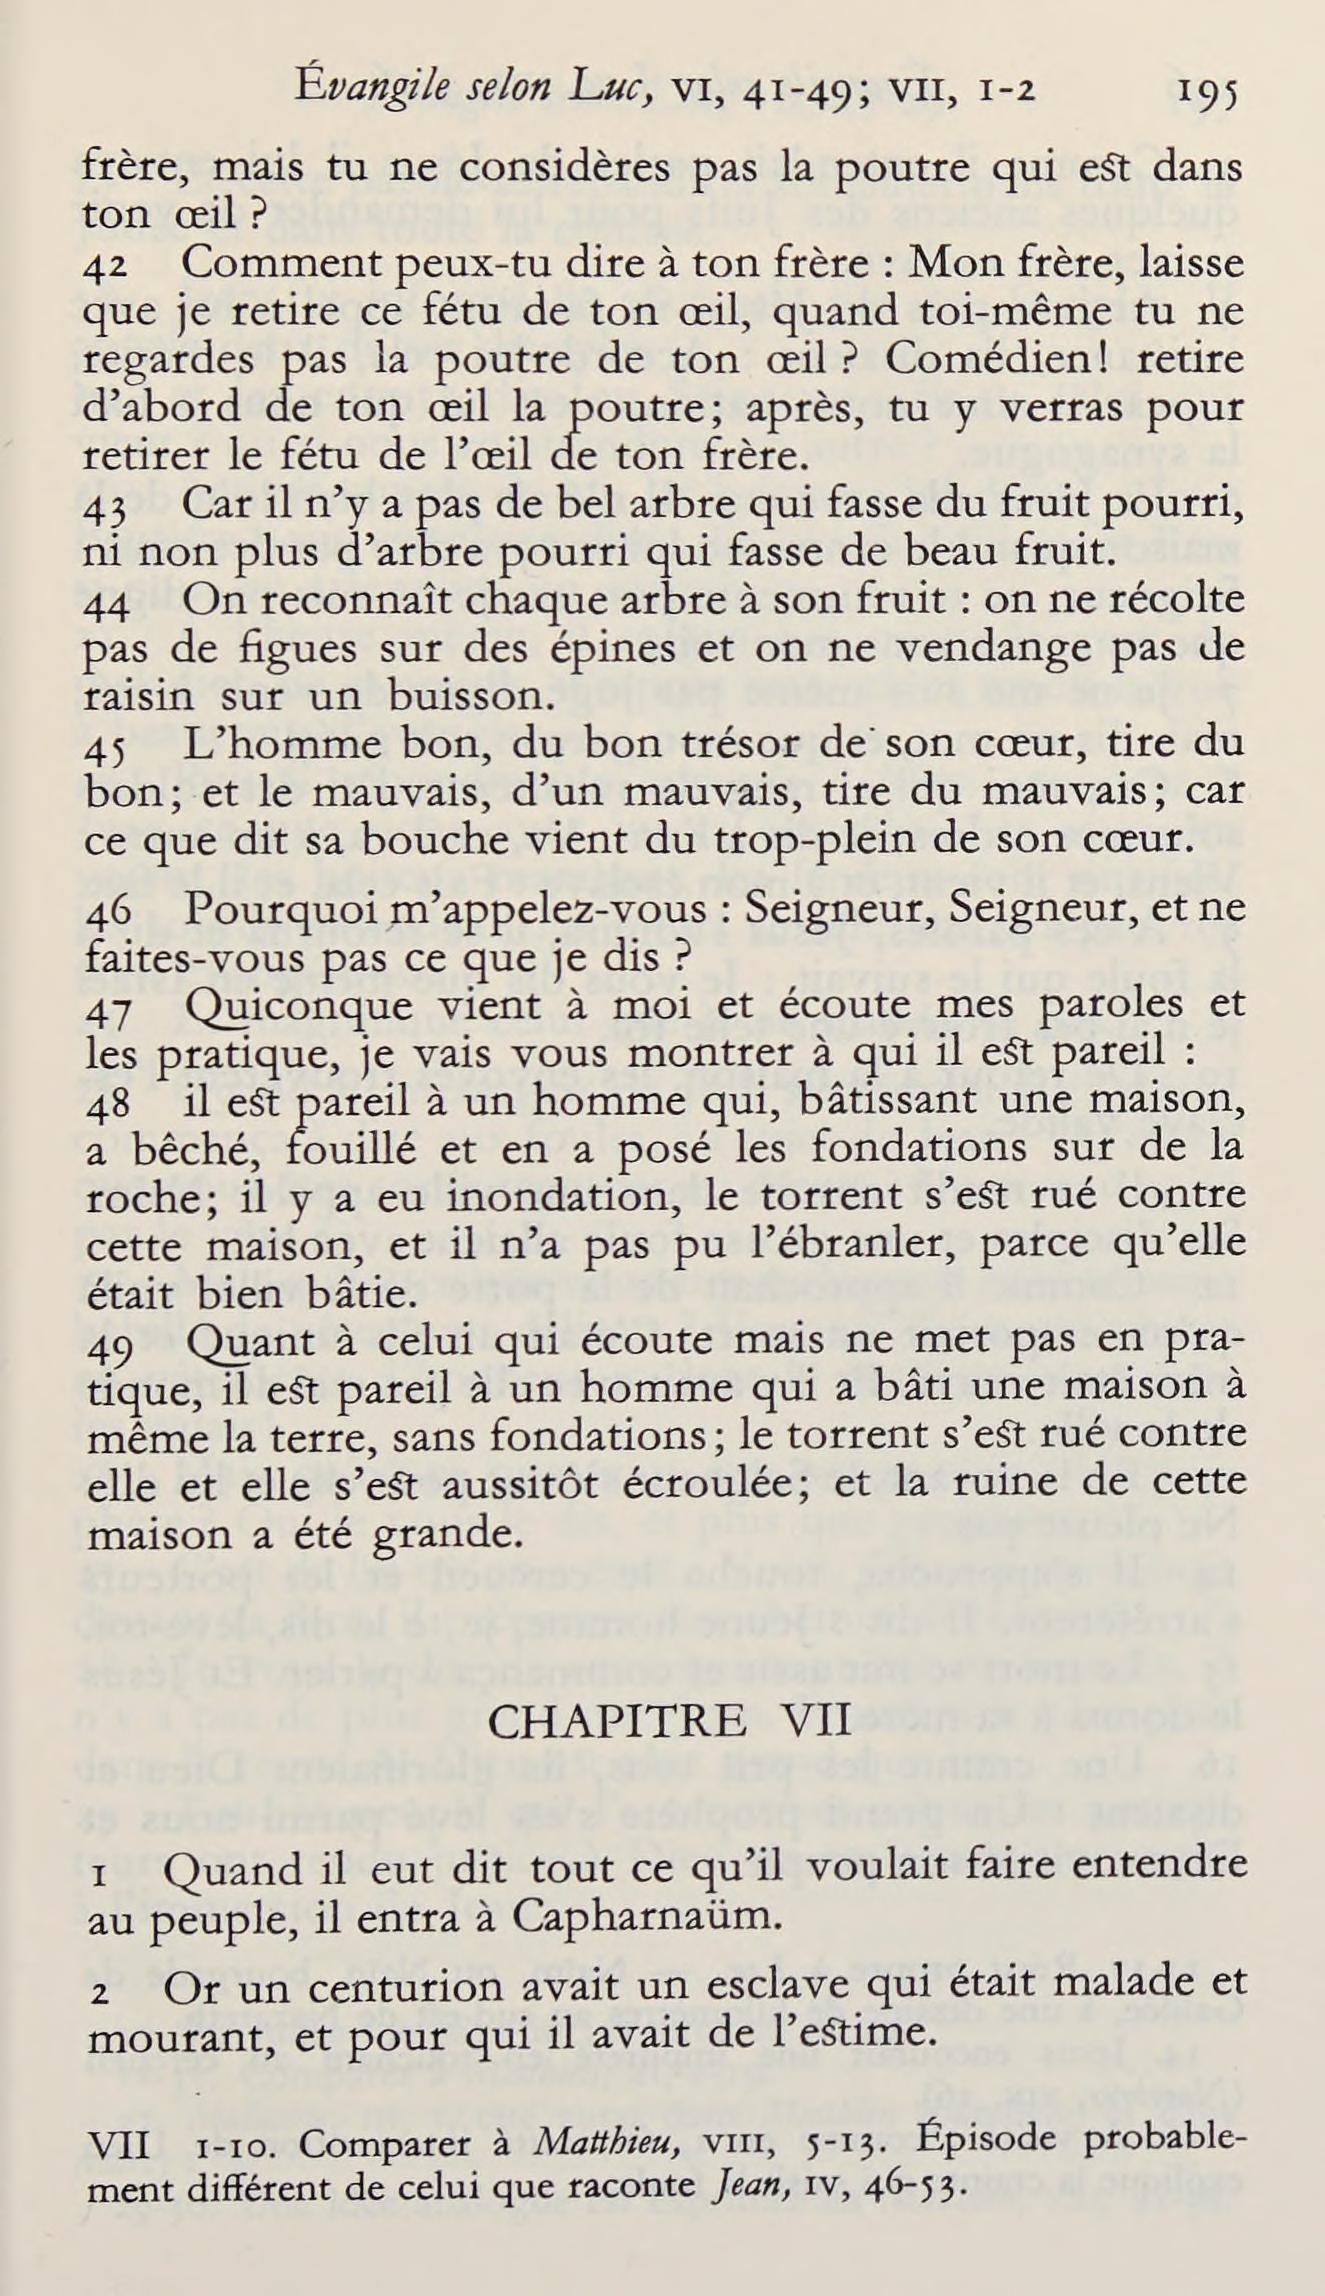 Évangile selon Luc, VI, 41-49; VII, 1-2 195
frère, mais tu ne considères pas la poutre qui est dans
ton œil ?
42 Comment peux-tu dire à ton frère : Mon frère, laisse
que je retire ce fétu de ton œil, quand toi-même tu ne
regardes pas la poutre de ton œil ? Comédien! retire
d’abord de ton œil la poutre; après, tu y verras pour
retirer le fétu de l’œil de ton frère.
43 Car il n’y a pas de bel arbre qui fasse du fruit pourri,
ni non plus d’arbre pourri qui fasse de beau fruit.
44 On reconnaît chaque arbre à son fruit : on ne récolte
pas de figues sur des épines et on ne vendange pas de
raisin sur un buisson.
45 L’homme bon, du bon trésor de son cœur, tire du
bon; et le mauvais, d’un mauvais, tire du mauvais; car
ce que dit sa bouche vient du trop-plein de son cœur.
46 Pourquoi m’appelez-vous : Seigneur, Seigneur, et ne
faites-vous pas ce que je dis ?
47 Quiconque vient à moi et écoute mes paroles et
les pratique, je vais vous montrer à qui il est pareil :
48 il est pareil à un homme qui, bâtissant une maison,
a bêché, fouillé et en a posé les fondations sur de la
roche; il y a eu inondation, le torrent s’est rué contre
cette maison, et il n’a pas pu l’ébranler, parce qu’elle
était bien bâtie.
49 Quant à celui qui écoute mais ne met pas en pra-
tique, il est pareil à un homme qui a bâti une maison à
même la terre, sans fondations; le torrent s’est rué contre
elle et elle s’est aussitôt écroulée; et la ruine de cette
maison a été grande.
CHAPITRE VII
1 Quand il eut dit tout ce qu’il voulait faire entendre
au peuple, il entra à Capharnaüm.
2 Or un centurion avait un esclave qui était malade et
mourant, et pour qui il avait de l’estime.
VII 1-10. Comparer à Matthieu, VIII, 5-13. Épisode probable-
ment différent de celui que raconte Jean, IV, 46-53.